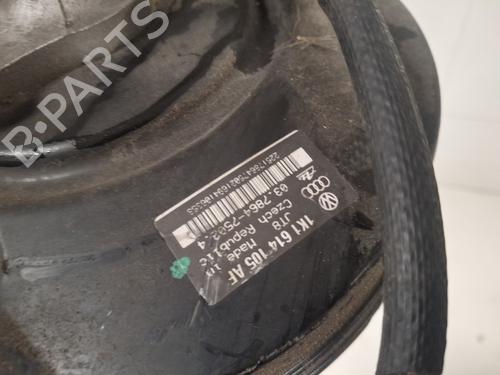 B-PARTS
1K1 614 105 AF
JT8 Made in
Czech Republic
03.7864-7502.4